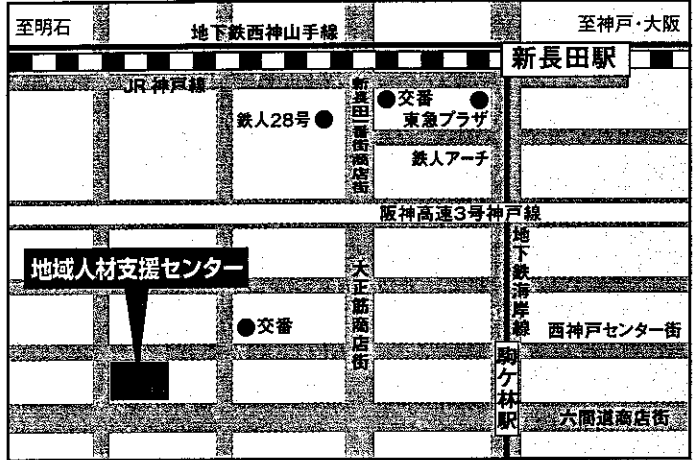 至明石
地下鉄西神山手線
至神戸・大阪
新長田駅
JR神戸線
新長田一番街商店街
鉄人28号
交番
東急プラザ
鉄人アーチ
阪神高速3号神戸線
地域人材支援センター
大正筋商店街
地下鉄海岸線
交番
西神戸センター街
駒ケ林駅
六間道商店街